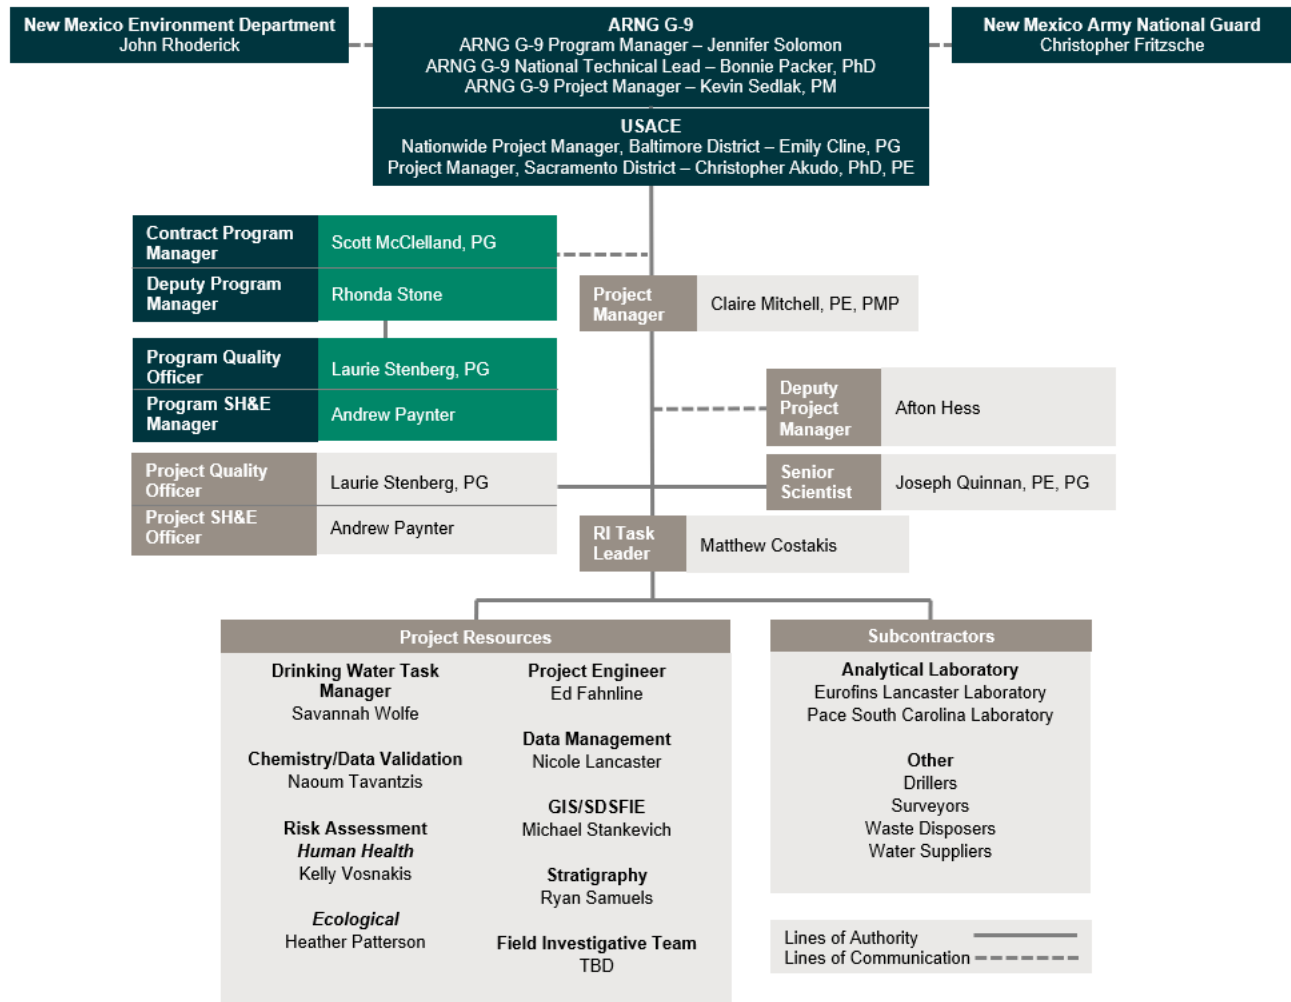 New Mexico Environment Department
John Rhoderick
ARNG G-9
ARNG G-9 Program Manager – Jennifer Solomon
ARNG G-9 National Technical Lead – Bonnie Packer, PhD
ARNG G-9 Project Manager – Kevin Sedlak, PM
New Mexico Army National Guard
Christopher Fritzsche
USACE
Nationwide Project Manager, Baltimore District – Emily Cline, PG
Project Manager, Sacramento District – Christopher Akudo, PhD, PE
Contract Program
Manager
Scott McClelland, PG
Deputy Program
Manager
Rhonda Stone
Project
Manager
Claire Mitchell, PE, PMP
Program Quality
Officer
Laurie Stenberg, PG
Program SH&E
Manager
Andrew Paynter
Deputy
Project
Manager
Afton Hess
Project Quality
Officer
Laurie Stenberg, PG
Project SH&E
Officer
Andrew Paynter
Senior
Scientist
Joseph Quinnan, PE, PG
RI Task
Leader
Matthew Costakis
Project Resources
Drinking Water Task
Manager
Savannah Wolfe
Chemistry/Data Validation
Naoum Tavantzis
Risk Assessment
Human Health
Kelly Vosnakis
Ecological
Heather Patterson
Project Engineer
Ed Fahnline
Data Management
Nicole Lancaster
GIS/SDSFIE
Michael Stankevich
Stratigraphy
Ryan Samuels
Field Investigative Team
TBD
Subcontractors
Analytical Laboratory
Eurofins Lancaster Laboratory
Pace South Carolina Laboratory
Other
Drillers
Surveyors
Waste Disposers
Water Suppliers
Lines of Authority
Lines of Communication